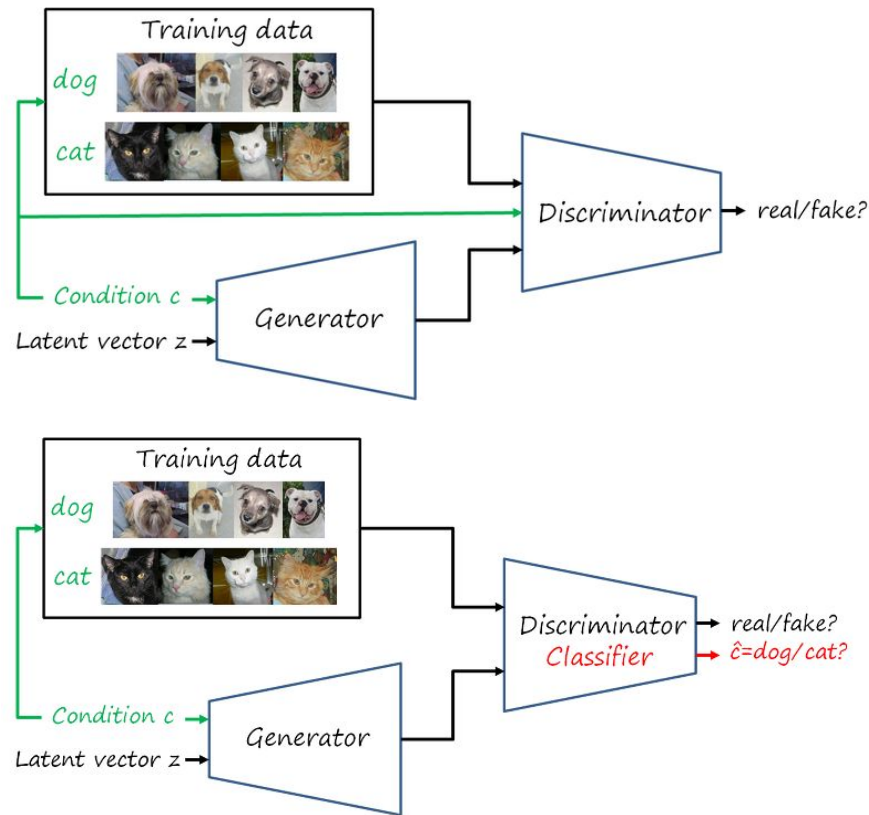 Training data
dog
cat
Discriminator
real/fake?
Condition c
Generator
Latent vector z
Training data
dog
cat
Discriminator
Classifier
real/fake?
ĉ=dog/cat?
Condition c
Generator
Latent vector z